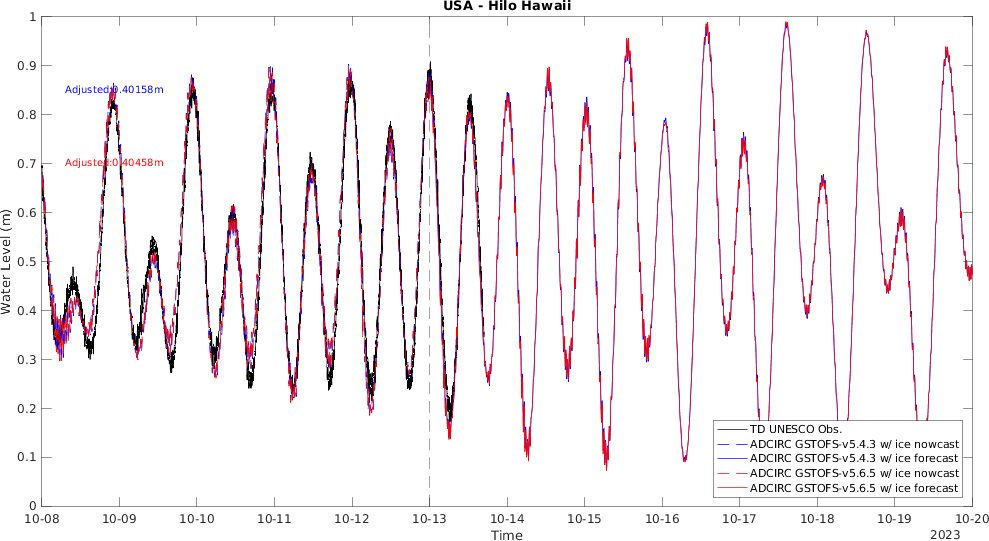 USA - Hilo Hawaii
1
0.9
0.8
0.7
0.6
0.5
0.4
0.3
0.2
0.1
0
Water Level (m)
Adjusted:0.40158m
Adjusted:0.40458m
TD UNESCO Obs.
ADCIRC GSTOFS-v5.4.3 w/ ice nowcast
ADCIRC GSTOFS-v5.4.3 w/ ice forecast
ADCIRC GSTOFS-v5.6.5 w/ ice nowcast
ADCIRC GSTOFS-v5.6.5 w/ ice forecast
10-08 10-09 10-10 10-11 10-12 10-13 10-14 10-15 10-16 10-17 10-18 10-19 10-20
Time
2023